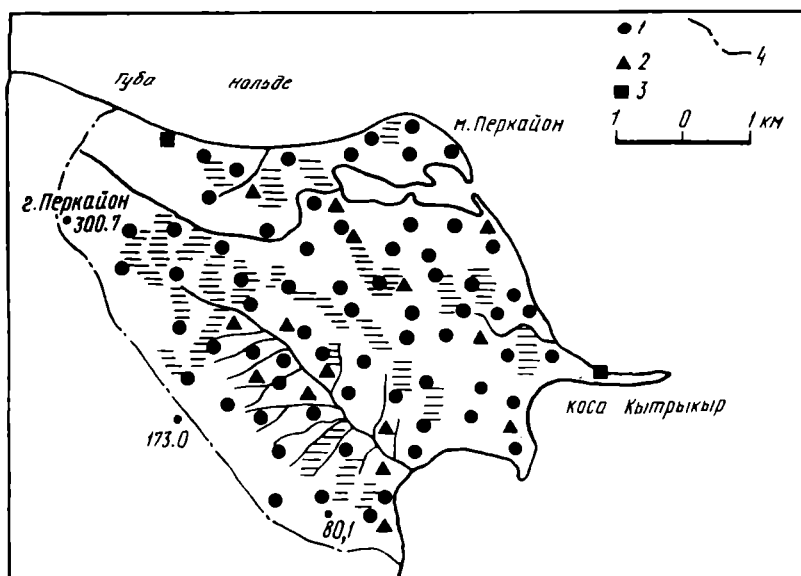 губа нольде
м. Перкайон
г. Перкайон
300.7
173.0
80,1
коса Кытрыкыр
1
2
3
4
1 0 1 км